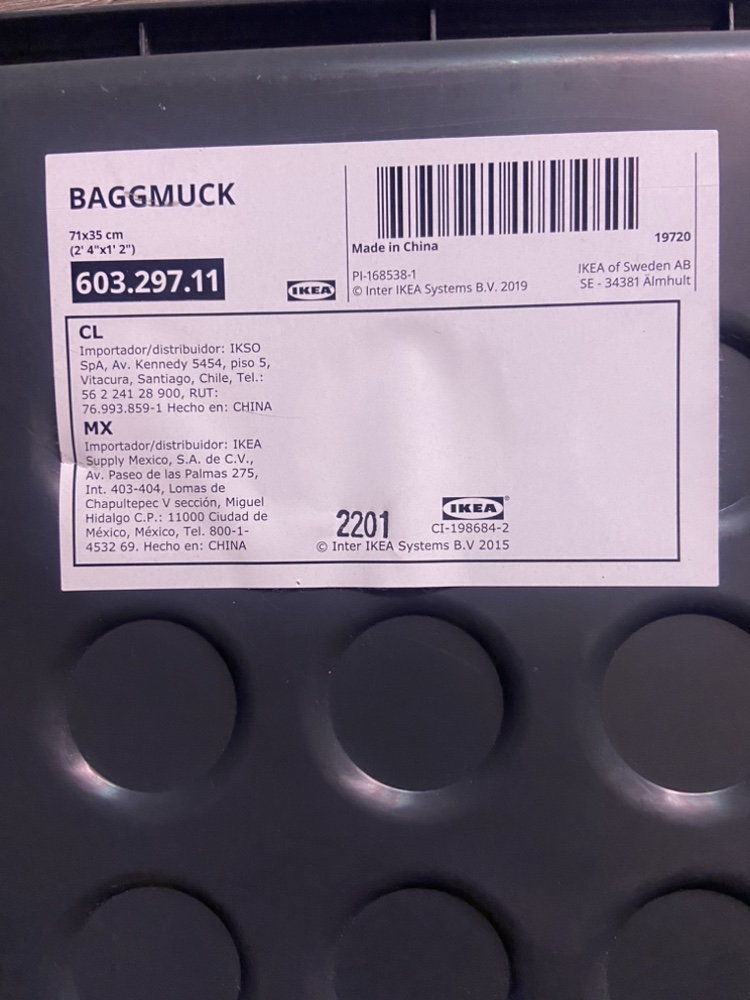 BAGGMUCK
71x35 cm
(2' 4"x1' 2")
603.297.11
IKEA
Made in China
19720
PI-168538-1
© Inter IKEA Systems B.V. 2019
IKEA of Sweden AB
SE - 34381 Älmhult
CL
Importador/distribuidor: IKSO
SpA, Av. Kennedy 5454, piso 5,
Vitacura, Santiago, Chile, Tel.:
56 2 241 28 900, RUT:
76.993.859-1 Hecho en: CHINA
MX
Importador/distribuidor: IKEA
Supply Mexico, S.A. de C.V.,
Av. Paseo de las Palmas 275,
Int. 403-404, Lomas de
Chapultepec V sección, Miguel
Hidalgo C.P.: 11000 Ciudad de
México, México, Tel. 800-1-
4532 69. Hecho en: CHINA
2201
IKEA®
CI-198684-2
© Inter IKEA Systems B.V 2015